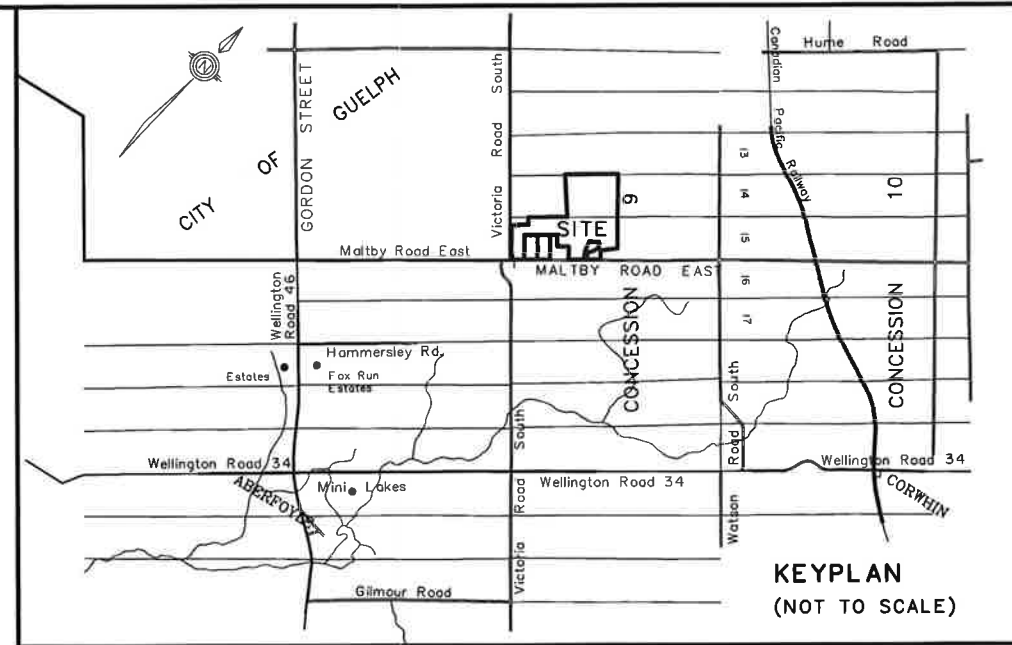 Canadian
Pacific Railway
Hume Road
N
CITY OF GUELPH
GORDON STREET
Victoria Road South
13
14
15
9
10
SITE
Maltby Road East
MALTBY ROAD EAST
16
17
Wellington
Road 46
CONCESSION
CONCESSION
Hammersley Rd.
Estates
Fox Run
Estates
Watson Road South
Wellington Road 34
Wellington Road 34
Wellington Road 34
ABERFOYLE
Mini Lakes
CORWHIN
Victoria Road South
Gilmour Road
KEYPLAN
(NOT TO SCALE)